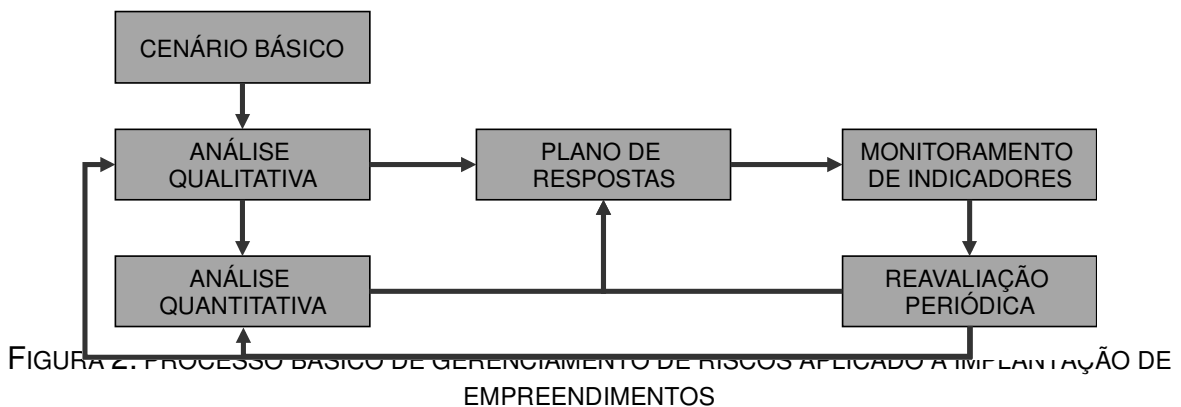 CENÁRIO BÁSICO
ANÁLISE
QUALITATIVA
PLANO DE
RESPOSTAS
MONITORAMENTO
DE INDICADORES
ANÁLISE
QUANTITATIVA
REAVALIAÇÃO
PERIÓDICA
FIGURA 2: PROCESSO BÁSICO DE GERENCIAMENTO DE RISCOS APLICADO A IMPLANTAÇÃO DE
EMPREENDIMENTOS